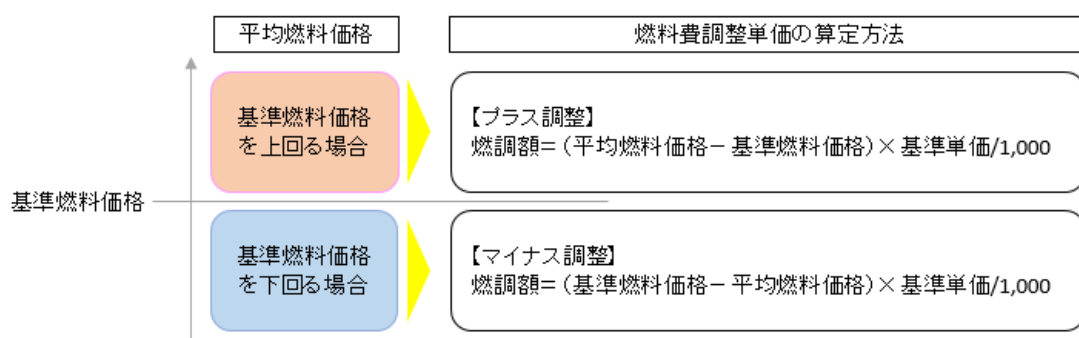 平均燃料価格
燃料費調整単価の算定方法
基準燃料価格
を上回る場合
【プラス調整】
燃調額=（平均燃料価格－基準燃料価格）×基準単価/1,000
基準燃料価格
基準燃料価格
を下回る場合
【マイナス調整】
燃調額=（基準燃料価格－平均燃料価格）×基準単価/1,000